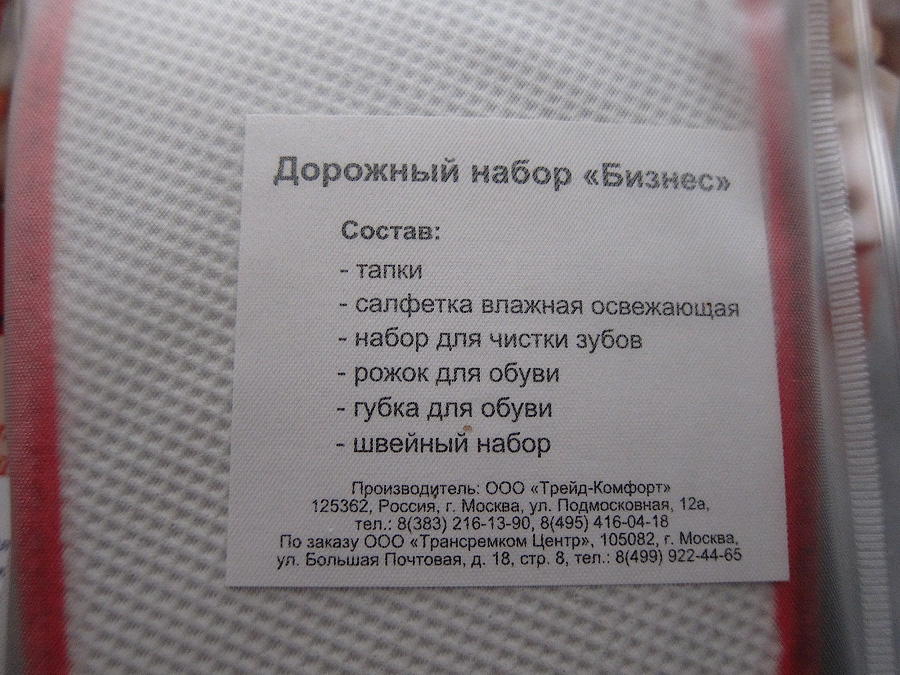 Дорожный набор «Бизнес»
Состав:
- тапки
- салфетка влажная освежающая
- набор для чистки зубов
- рожок для обуви
- губка для обуви
- швейный набор
Производитель: ООО «Трейд-Комфорт»
125362, Россия, г. Москва, ул. Подмосковная, 12а,
тел.: 8(383) 216-13-90, 8(495) 416-04-18
По заказу ООО «Трансремком Центр», 105082, г. Москва,
ул. Большая Почтовая, д. 18, стр. 8, тел.: 8(499) 922-44-65